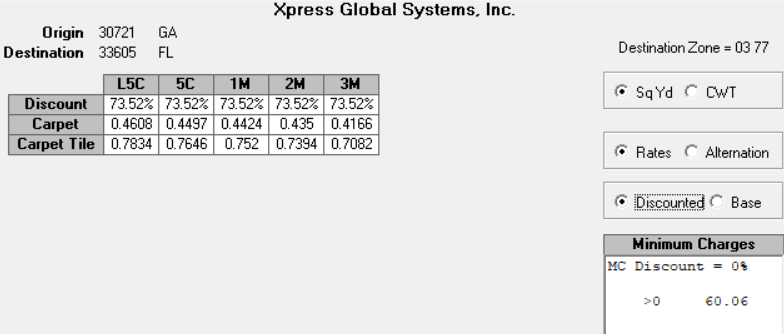 Xpress Global Systems, Inc.
Origin 30721 GA
Destination 33605 FL
Destination Zone = 03 77
L5C 5C 1M 2M 3M
Discount 73.52% 73.52% 73.52% 73.52% 73.52%
Carpet 0.4608 0.4497 0.4424 0.435 0.4166
Carpet Tile 0.7834 0.7646 0.752 0.7394 0.7082
Sq Yd CWT
Rates Alternation
Discounted Base
Minimum Charges
MC Discount = 0%
>0 60.06